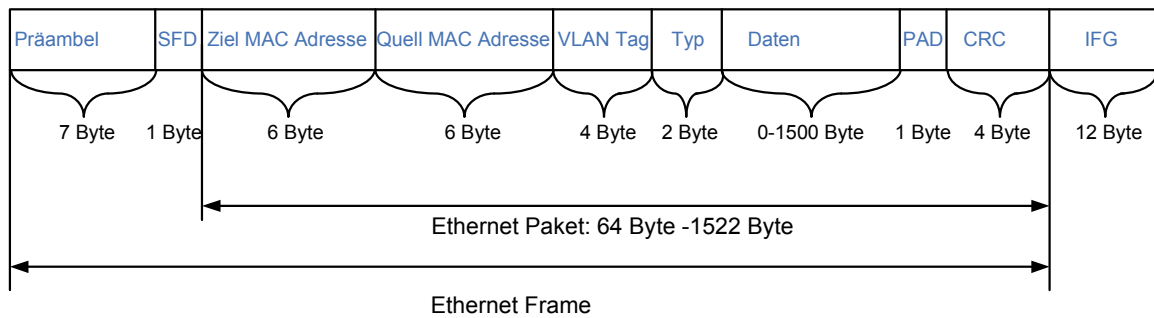 Präambel SFD Ziel MAC Adresse Quell MAC Adresse VLAN Tag Typ Daten PAD CRC IFG
7 Byte 1 Byte 6 Byte 6 Byte 4 Byte 2 Byte 0-1500 Byte 1 Byte 4 Byte 12 Byte
Ethernet Paket: 64 Byte -1522 Byte
Ethernet Frame